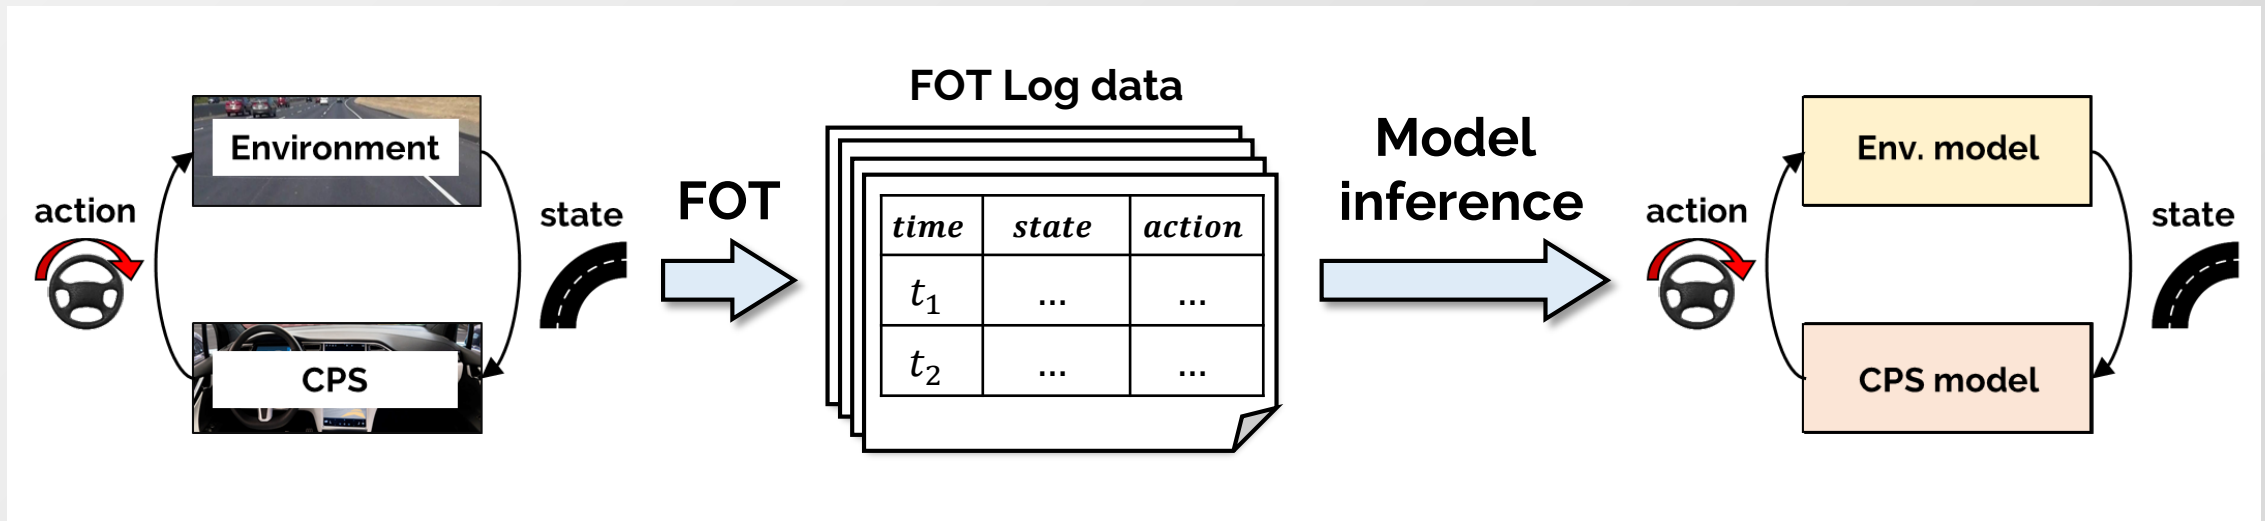 action
Environment
CPS
state
FOT
FOT Log data
time state action
t1 ... ...
t2 ... ...
Model
inference
action
Env. model
CPS model
state